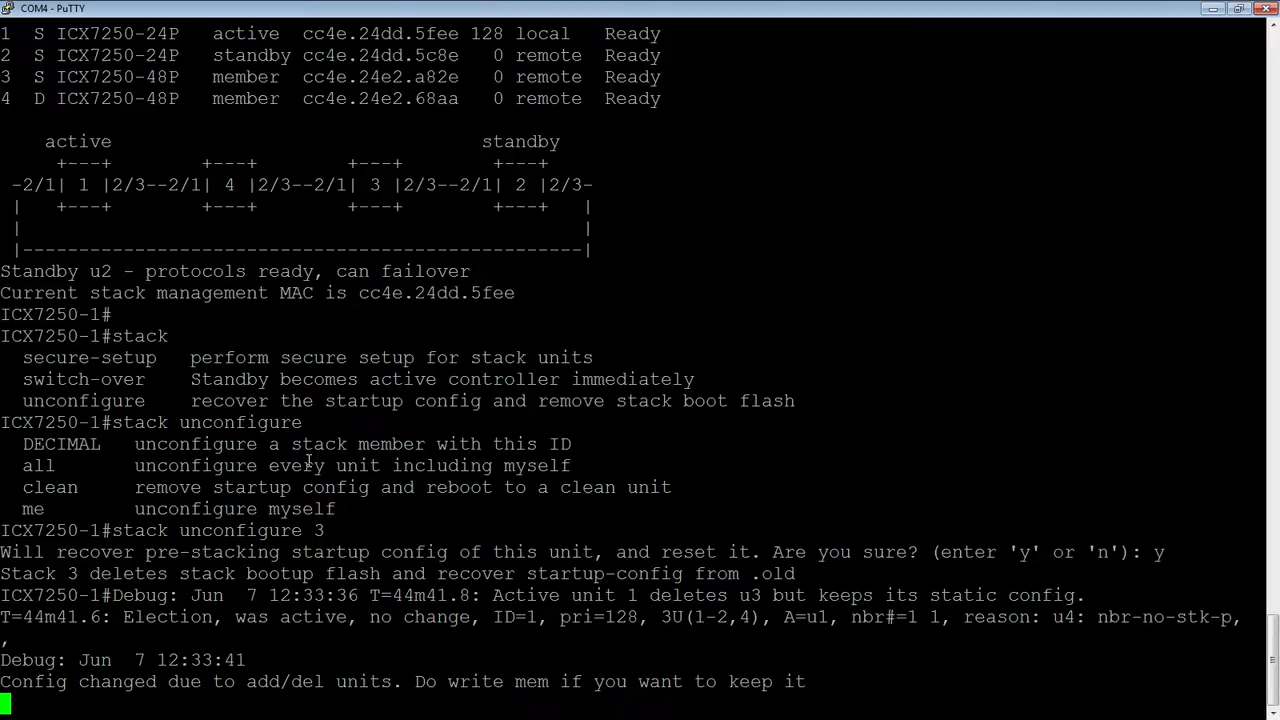 COM4 - PuTTY
1  S ICX7250-24P   active  cc4e.24dd.5fee 128 local   Ready
2  S ICX7250-24P   standby cc4e.24dd.5c8e   0 remote  Ready
3  S ICX7250-48P   member  cc4e.24e2.a82e   0 remote  Ready
4  D ICX7250-48P   member  cc4e.24e2.68aa   0 remote  Ready
    active                                 standby
     +---+        +---+        +---+        +---+
 -2/1| 1 |2/3--2/1| 4 |2/3--2/1| 3 |2/3--2/1| 2 |2/3-
 |   +---+        +---+        +---+        +---+   |
 |                                                  |
 |--------------------------------------------------|
Standby u2 - protocols ready, can failover
Current stack management MAC is cc4e.24dd.5fee
ICX7250-1#
ICX7250-1#stack
  secure-setup   perform secure setup for stack units
  switch-over    Standby becomes active controller immediately
  unconfigure    recover the startup config and remove stack boot flash
ICX7250-1#stack unconfigure
  DECIMAL   unconfigure a stack member with this ID
  all       unconfigure every unit including myself
  clean     remove startup config and reboot to a clean unit
  me        unconfigure myself
ICX7250-1#stack unconfigure 3
Will recover pre-stacking startup config of this unit, and reset it. Are you sure? (enter 'y' or 'n'): y
Stack 3 deletes stack bootup flash and recover startup-config from .old
ICX7250-1#Debug: Jun  7 12:33:36 T=44m41.8: Active unit 1 deletes u3 but keeps its static config.
T=44m41.6: Election, was active, no change, ID=1, pri=128, 3U(1-2,4), A=u1, nbr#=1 1, reason: u4: nbr-no-stk-p,
,
Debug: Jun  7 12:33:41
Config changed due to add/del units. Do write mem if you want to keep it